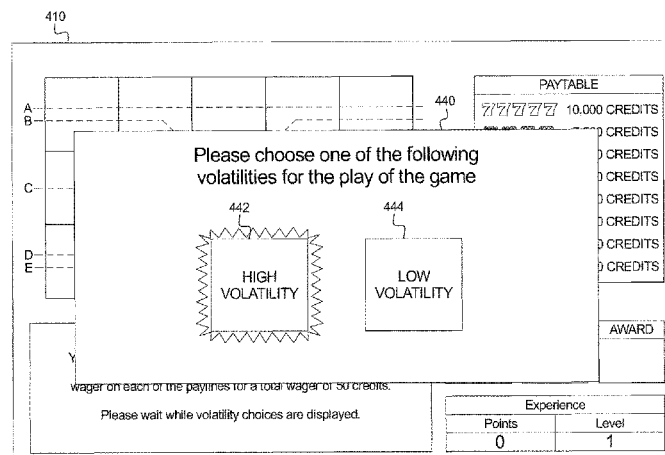 410
PAYTABLE
A
77777 10.000 CREDITS
440
B
CREDITS
Please choose one of the following
volatilities for the play of the game
CREDITS
CREDITS
C
442
444
CREDITS
CREDITS
HIGH
VOLATILITY
LOW
VOLATILITY
D
CREDITS
E
CREDITS
AWARD
wager on each of the paylines for a total wager of 50 credits.
Please wait while volatility choices are displayed.
Experience
Points Level
0 1